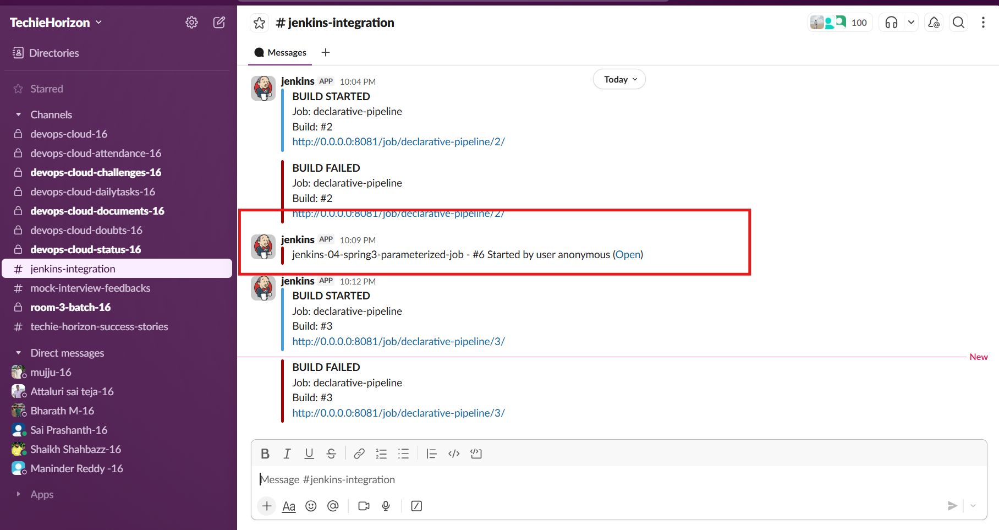 TechieHorizon
Directories
Starred
Channels
devops-cloud-16
devops-cloud-attendance-16
devops-cloud-challenges-16
devops-cloud-dailytasks-16
devops-cloud-documents-16
devops-cloud-doubts-16
devops-cloud-status-16
# jenkins-integration
# mock-interview-feedbacks
room-3-batch-16
# techie-horizon-success-stories
Direct messages
mujju-16
Attaluri sai teja-16
Bharath M-16
Sai Prashanth-16
Shaikh Shahbazz-16
Maninder Reddy -16
Apps
# jenkins-integration
100
Messages
Today
jenkins APP 10:04 PM
BUILD STARTED
Job: declarative-pipeline
Build: #2
http://0.0.0.0:8081/job/declarative-pipeline/2/
BUILD FAILED
Job: declarative-pipeline
Build: #2
http://0.0.0.0:8081/job/declarative-pipeline/2/
jenkins APP 10:09 PM
jenkins-04-spring3-parameterized-job - #6 Started by user anonymous (Open)
jenkins APP 10:12 PM
BUILD STARTED
Job: declarative-pipeline
Build: #3
http://0.0.0.0:8081/job/declarative-pipeline/3/
New
BUILD FAILED
Job: declarative-pipeline
Build: #3
http://0.0.0.0:8081/job/declarative-pipeline/3/
Message #jenkins-integration
Aa